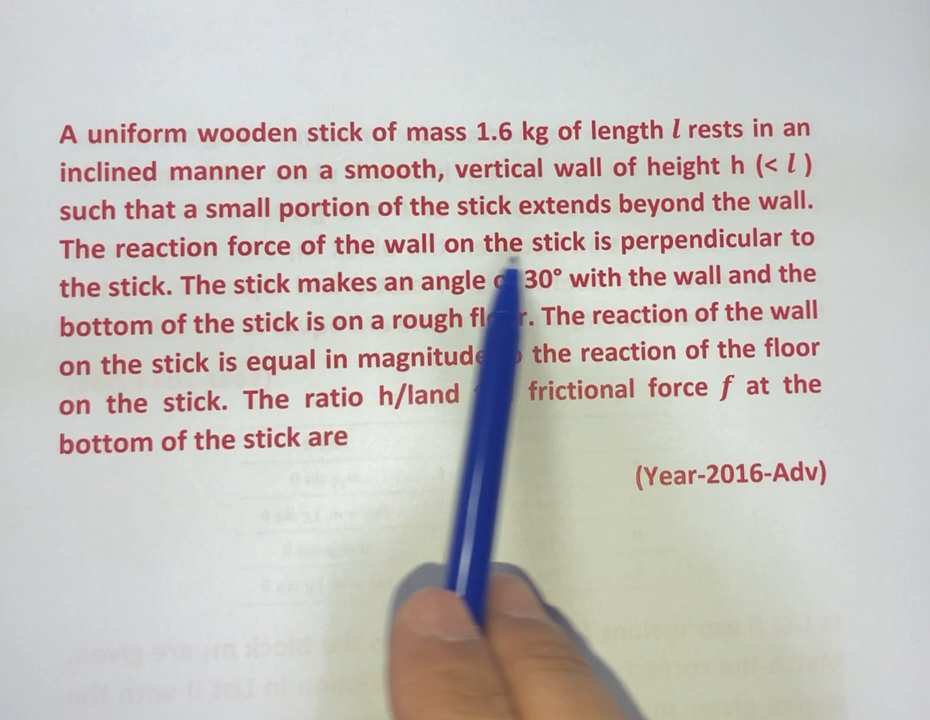 A uniform wooden stick of mass 1.6 kg of length l rests in an
inclined manner on a smooth, vertical wall of height h (< l )
such that a small portion of the stick extends beyond the wall.
The reaction force of the wall on the stick is perpendicular to
the stick. The stick makes an angle 30° with the wall and the
bottom of the stick is on a rough The reaction of the wall
on the stick is equal in magnitude the reaction of the floor
on the stick. The ratio h/land frictional force f at the
bottom of the stick are
(Year-2016-Adv)